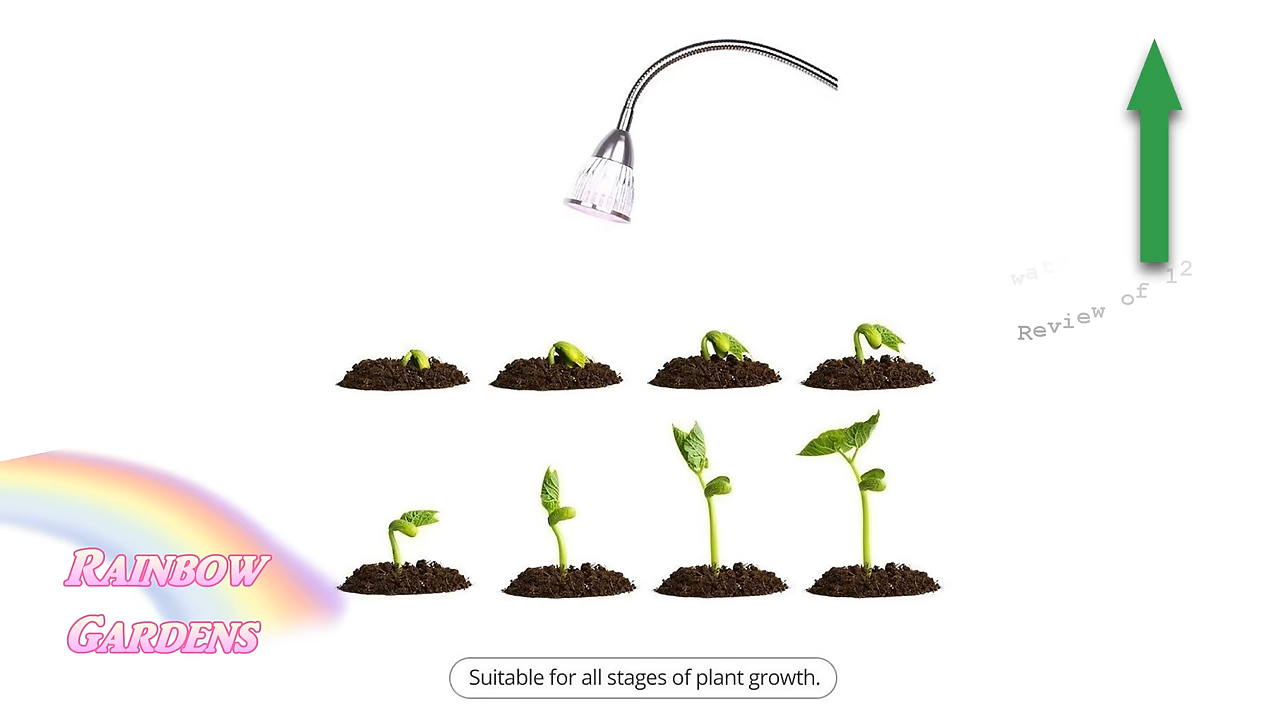 Review of 12
RAINBOW
GARDENS
Suitable for all stages of plant growth.